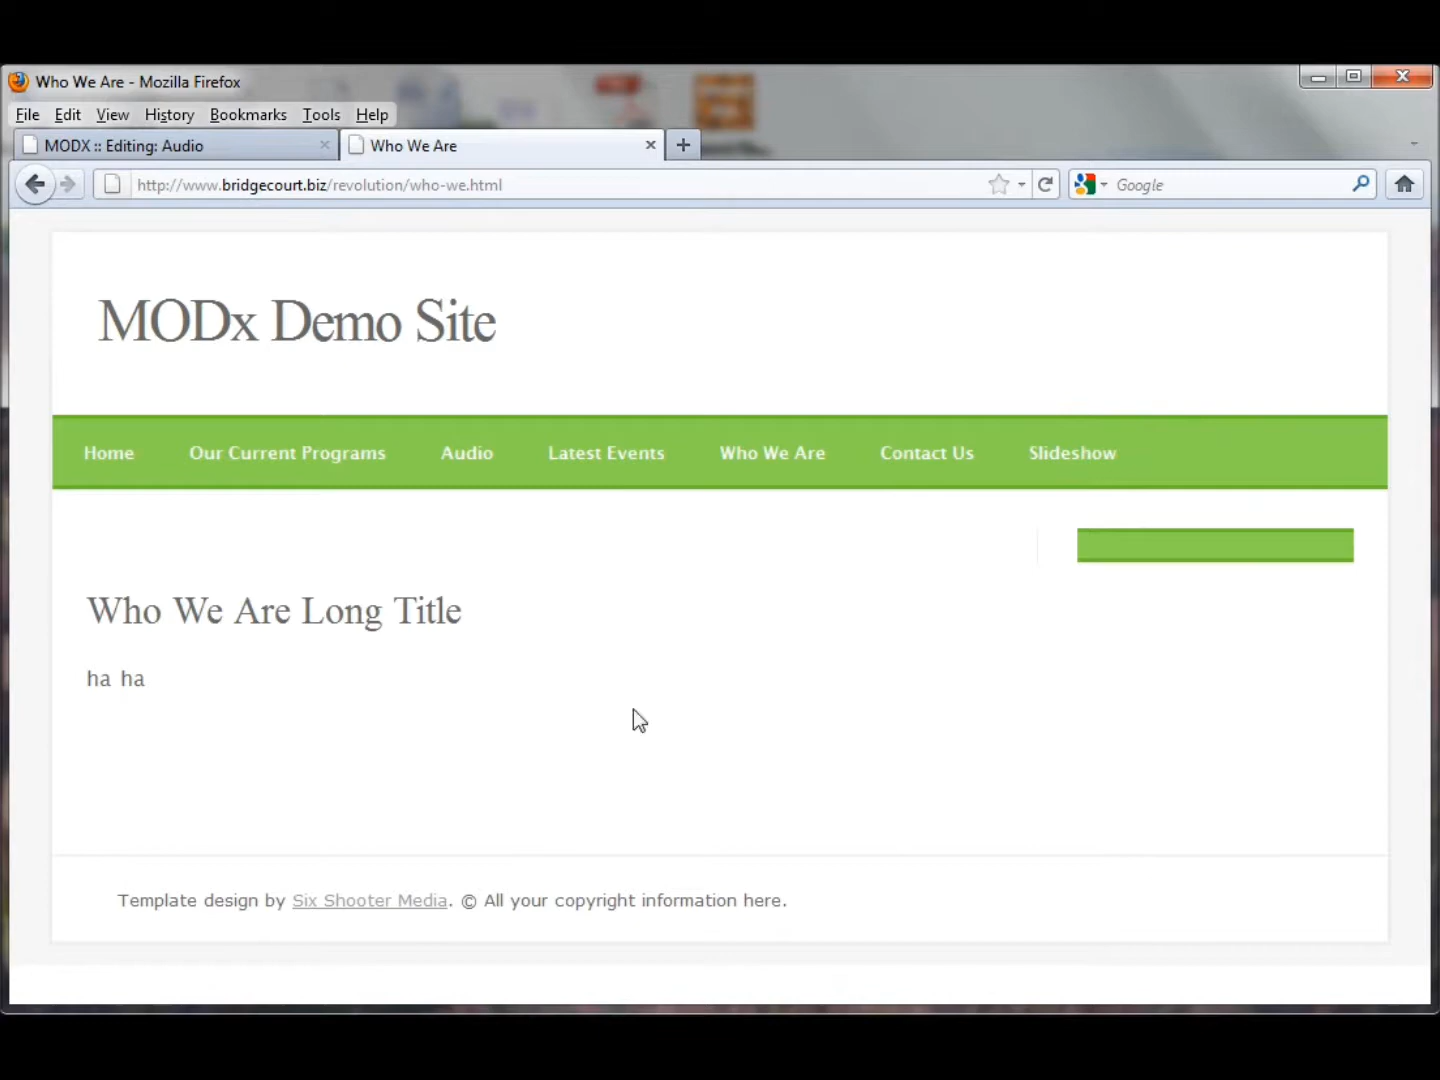 Who We Are - Mozilla Firefox
File Edit View History Bookmarks Tools Help
MODX :: Editing: Audio
Who We Are
http://www.bridgecourt.biz/revolution/who-we.html
Google
MODx Demo Site
Home Our Current Programs Audio Latest Events Who We Are Contact Us Slideshow
Who We Are Long Title
ha ha
Template design by Six Shooter Media. © All your copyright information here.